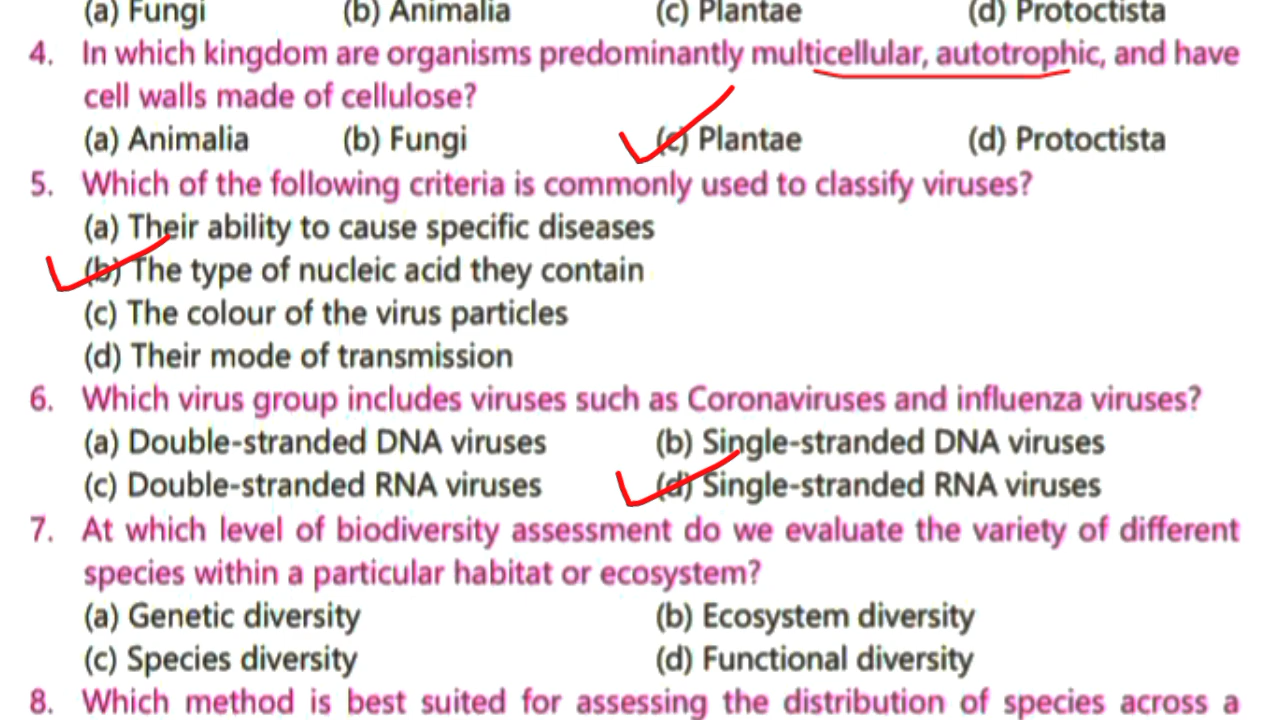 (a) Fungi (b) Animalia (c) Plantae (d) Protoctista
4. In which kingdom are organisms predominantly multicellular, autotrophic, and have
cell walls made of cellulose?
(a) Animalia (b) Fungi (c) Plantae (d) Protoctista
5. Which of the following criteria is commonly used to classify viruses?
(a) Their ability to cause specific diseases
(b) The type of nucleic acid they contain
(c) The colour of the virus particles
(d) Their mode of transmission
6. Which virus group includes viruses such as Coronaviruses and influenza viruses?
(a) Double-stranded DNA viruses (b) Single-stranded DNA viruses
(c) Double-stranded RNA viruses (d) Single-stranded RNA viruses
7. At which level of biodiversity assessment do we evaluate the variety of different
species within a particular habitat or ecosystem?
(a) Genetic diversity (b) Ecosystem diversity
(c) Species diversity (d) Functional diversity
8. Which method is best suited for assessing the distribution of species across a